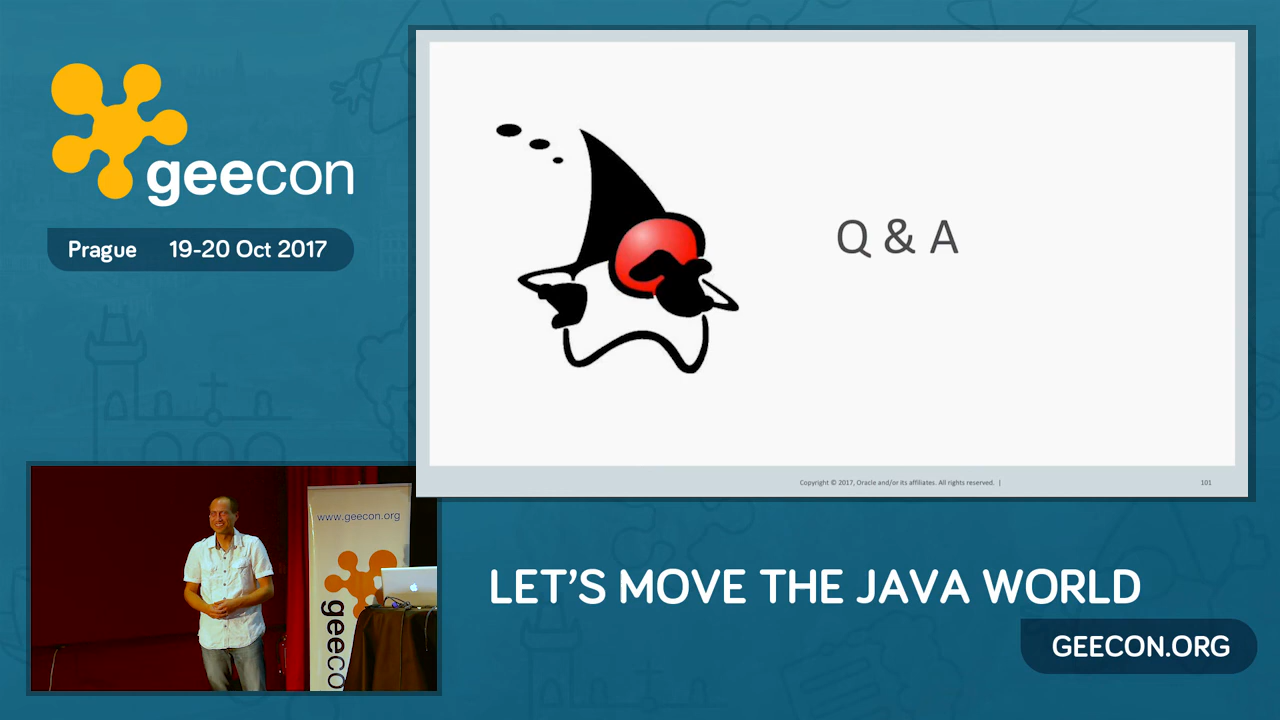 geecon
Prague 19-20 Oct 2017
Q & A
Copyright © 2017, Oracle and/or its affiliates. All rights reserved. |
101
www.geecon.org
geeco
LET'S MOVE THE JAVA WORLD
GEECON.ORG